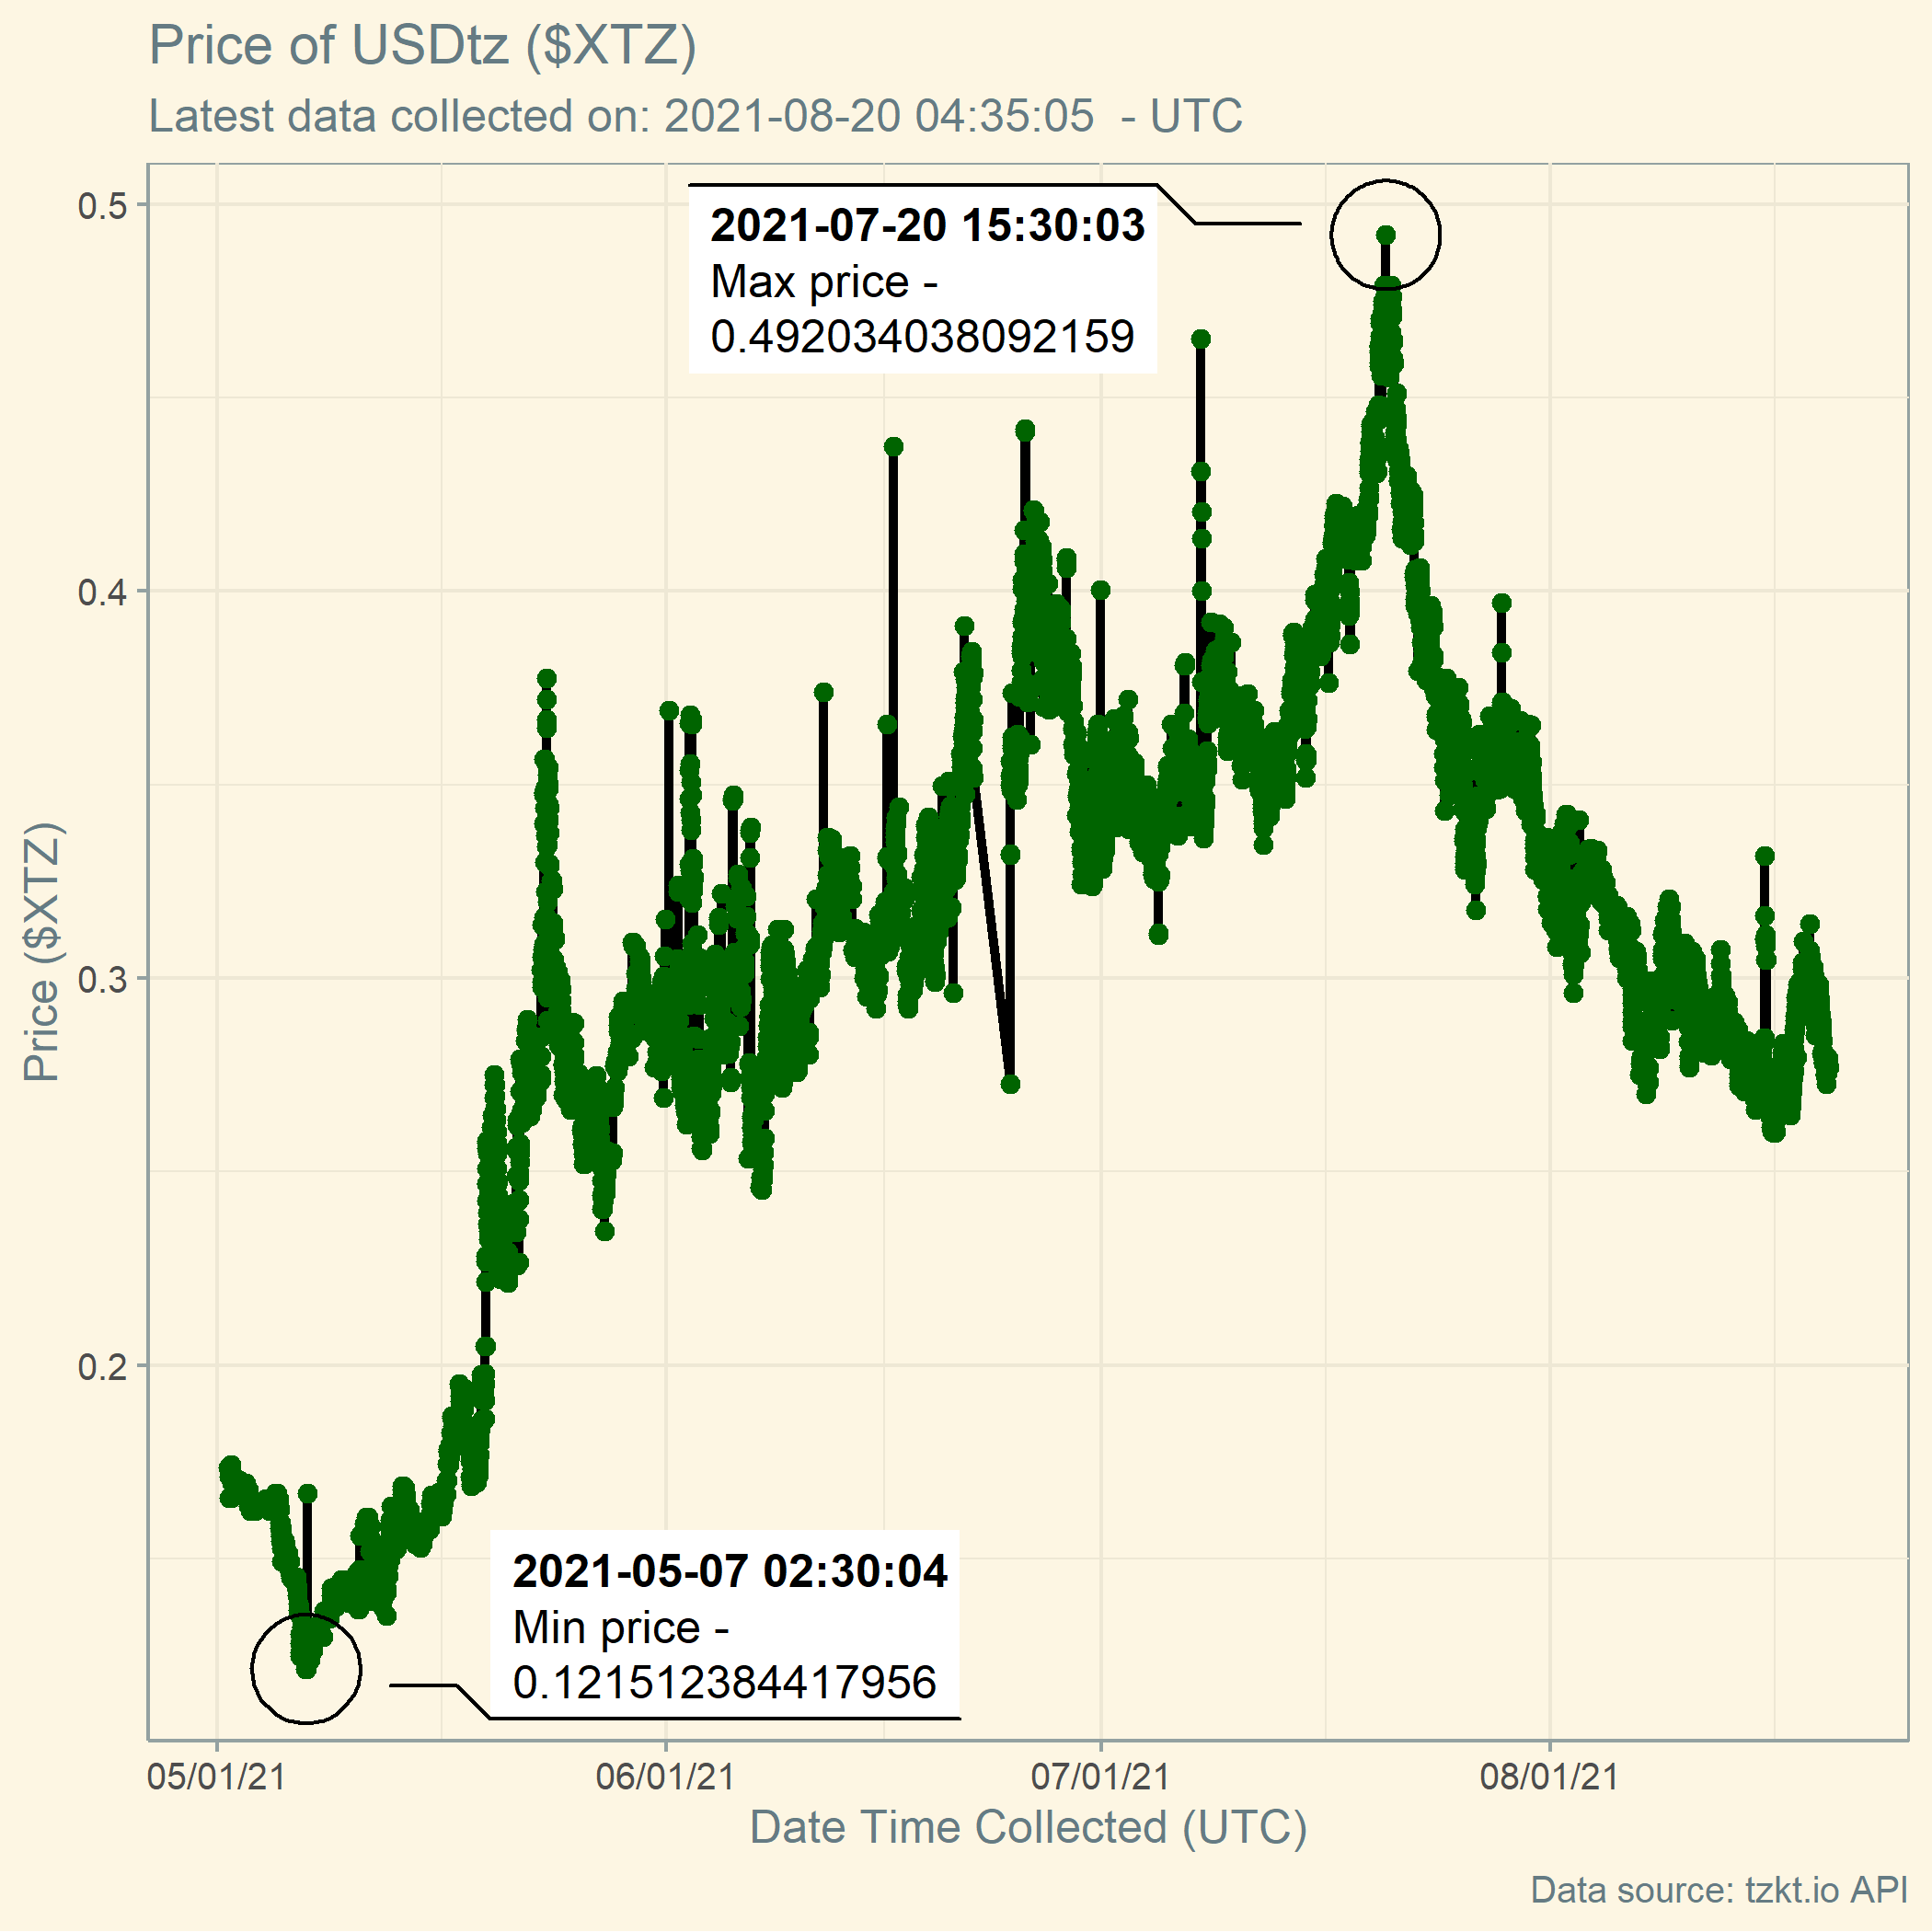 Price of USDtz ($XTZ)
Latest data collected on: 2021-08-20 04:35:05  - UTC
0.5
0.4
0.3
0.2
Price ($XTZ)
2021-07-20 15:30:03
Max price -
0.492034038092159
2021-05-07 02:30:04
Min price -
0.121512384417956
05/01/21
06/01/21
07/01/21
08/01/21
Date Time Collected (UTC)
Data source: tzkt.io API